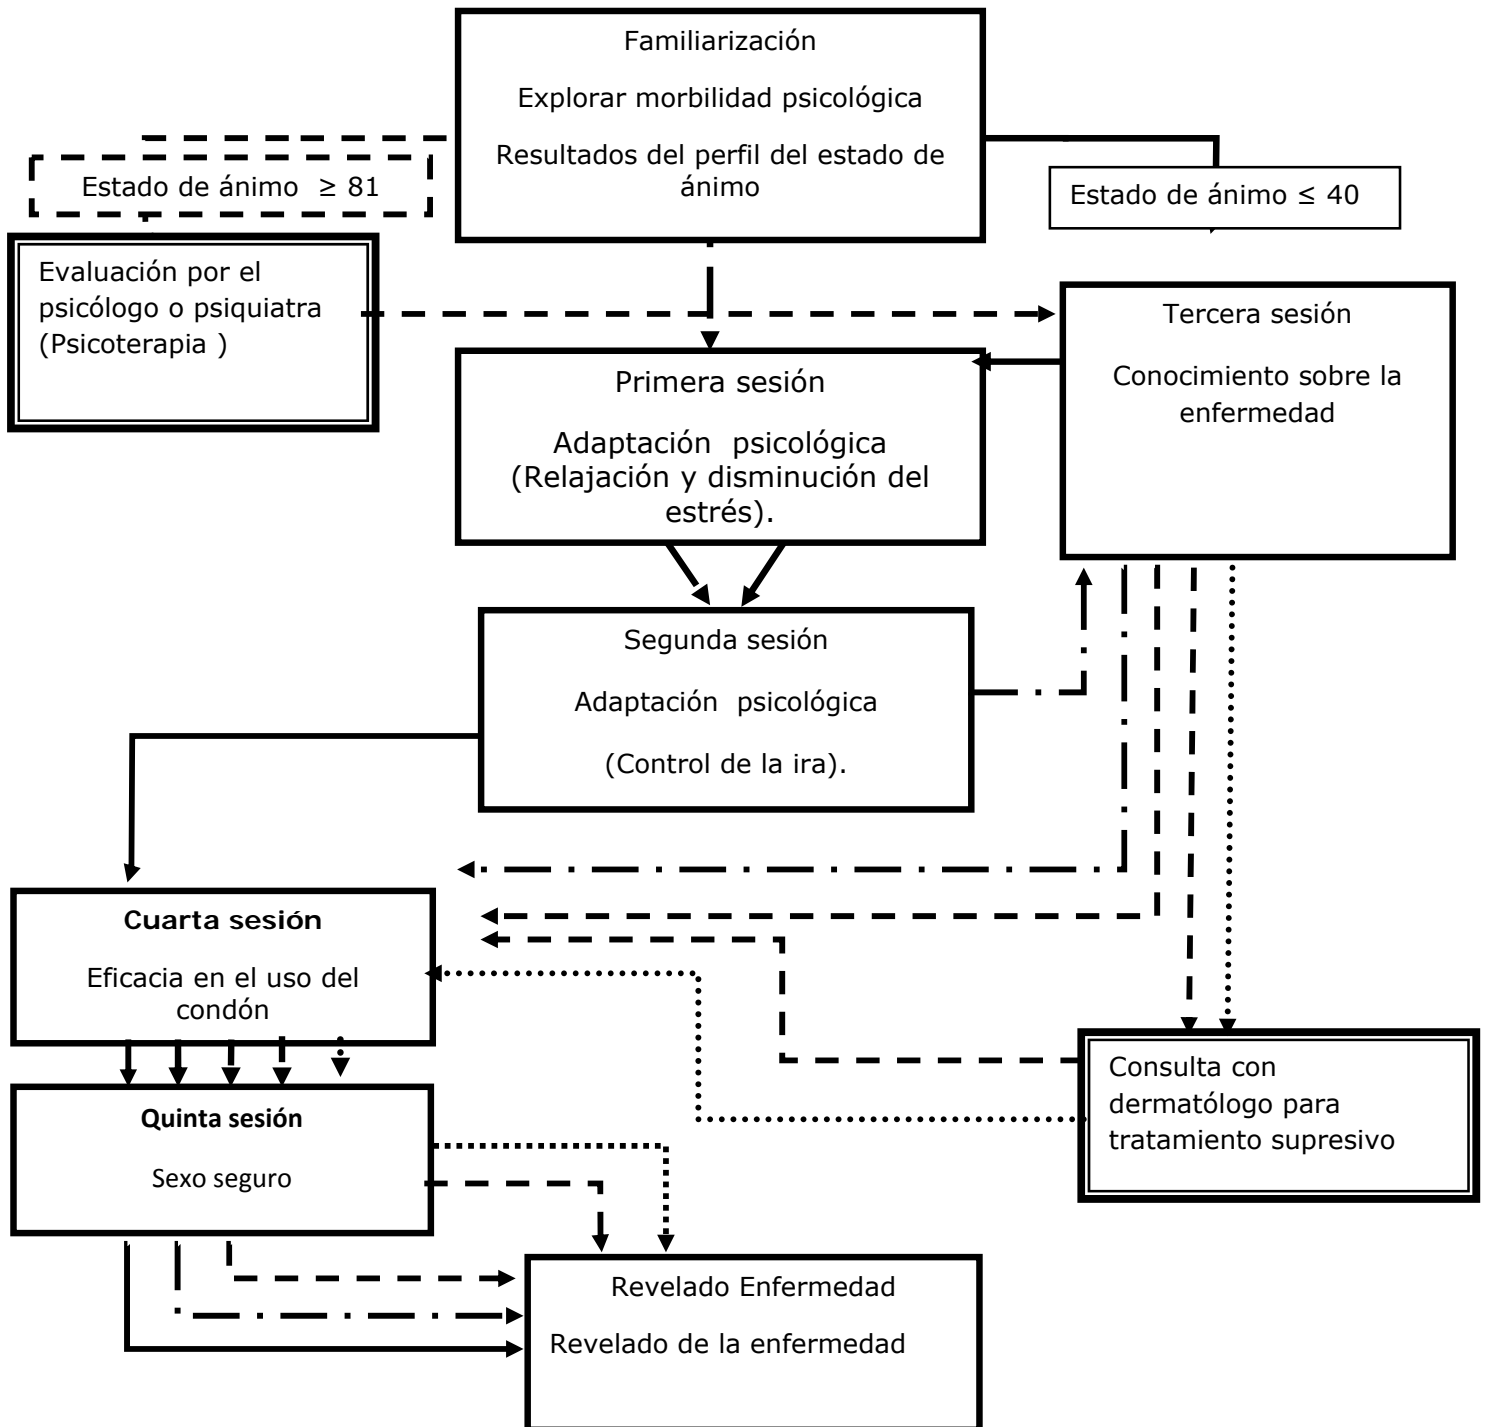 Familiarización
Explorar morbilidad psicológica
Resultados del perfil del estado de
ánimo
Estado de ánimo ≥ 81
Estado de ánimo ≤ 40
Evaluación por el
psicólogo o psiquiatra
(Psicoterapia )
Tercera sesión
Conocimiento sobre la
enfermedad
Primera sesión
Adaptación psicológica
(Relajación y disminución del
estrés).
Segunda sesión
Adaptación psicológica
(Control de la ira).
Cuarta sesión
Eficacia en el uso del
condón
Consulta con
dermatólogo para
tratamiento supresivo
Quinta sesión
Sexo seguro
Revelado Enfermedad
Revelado de la enfermedad